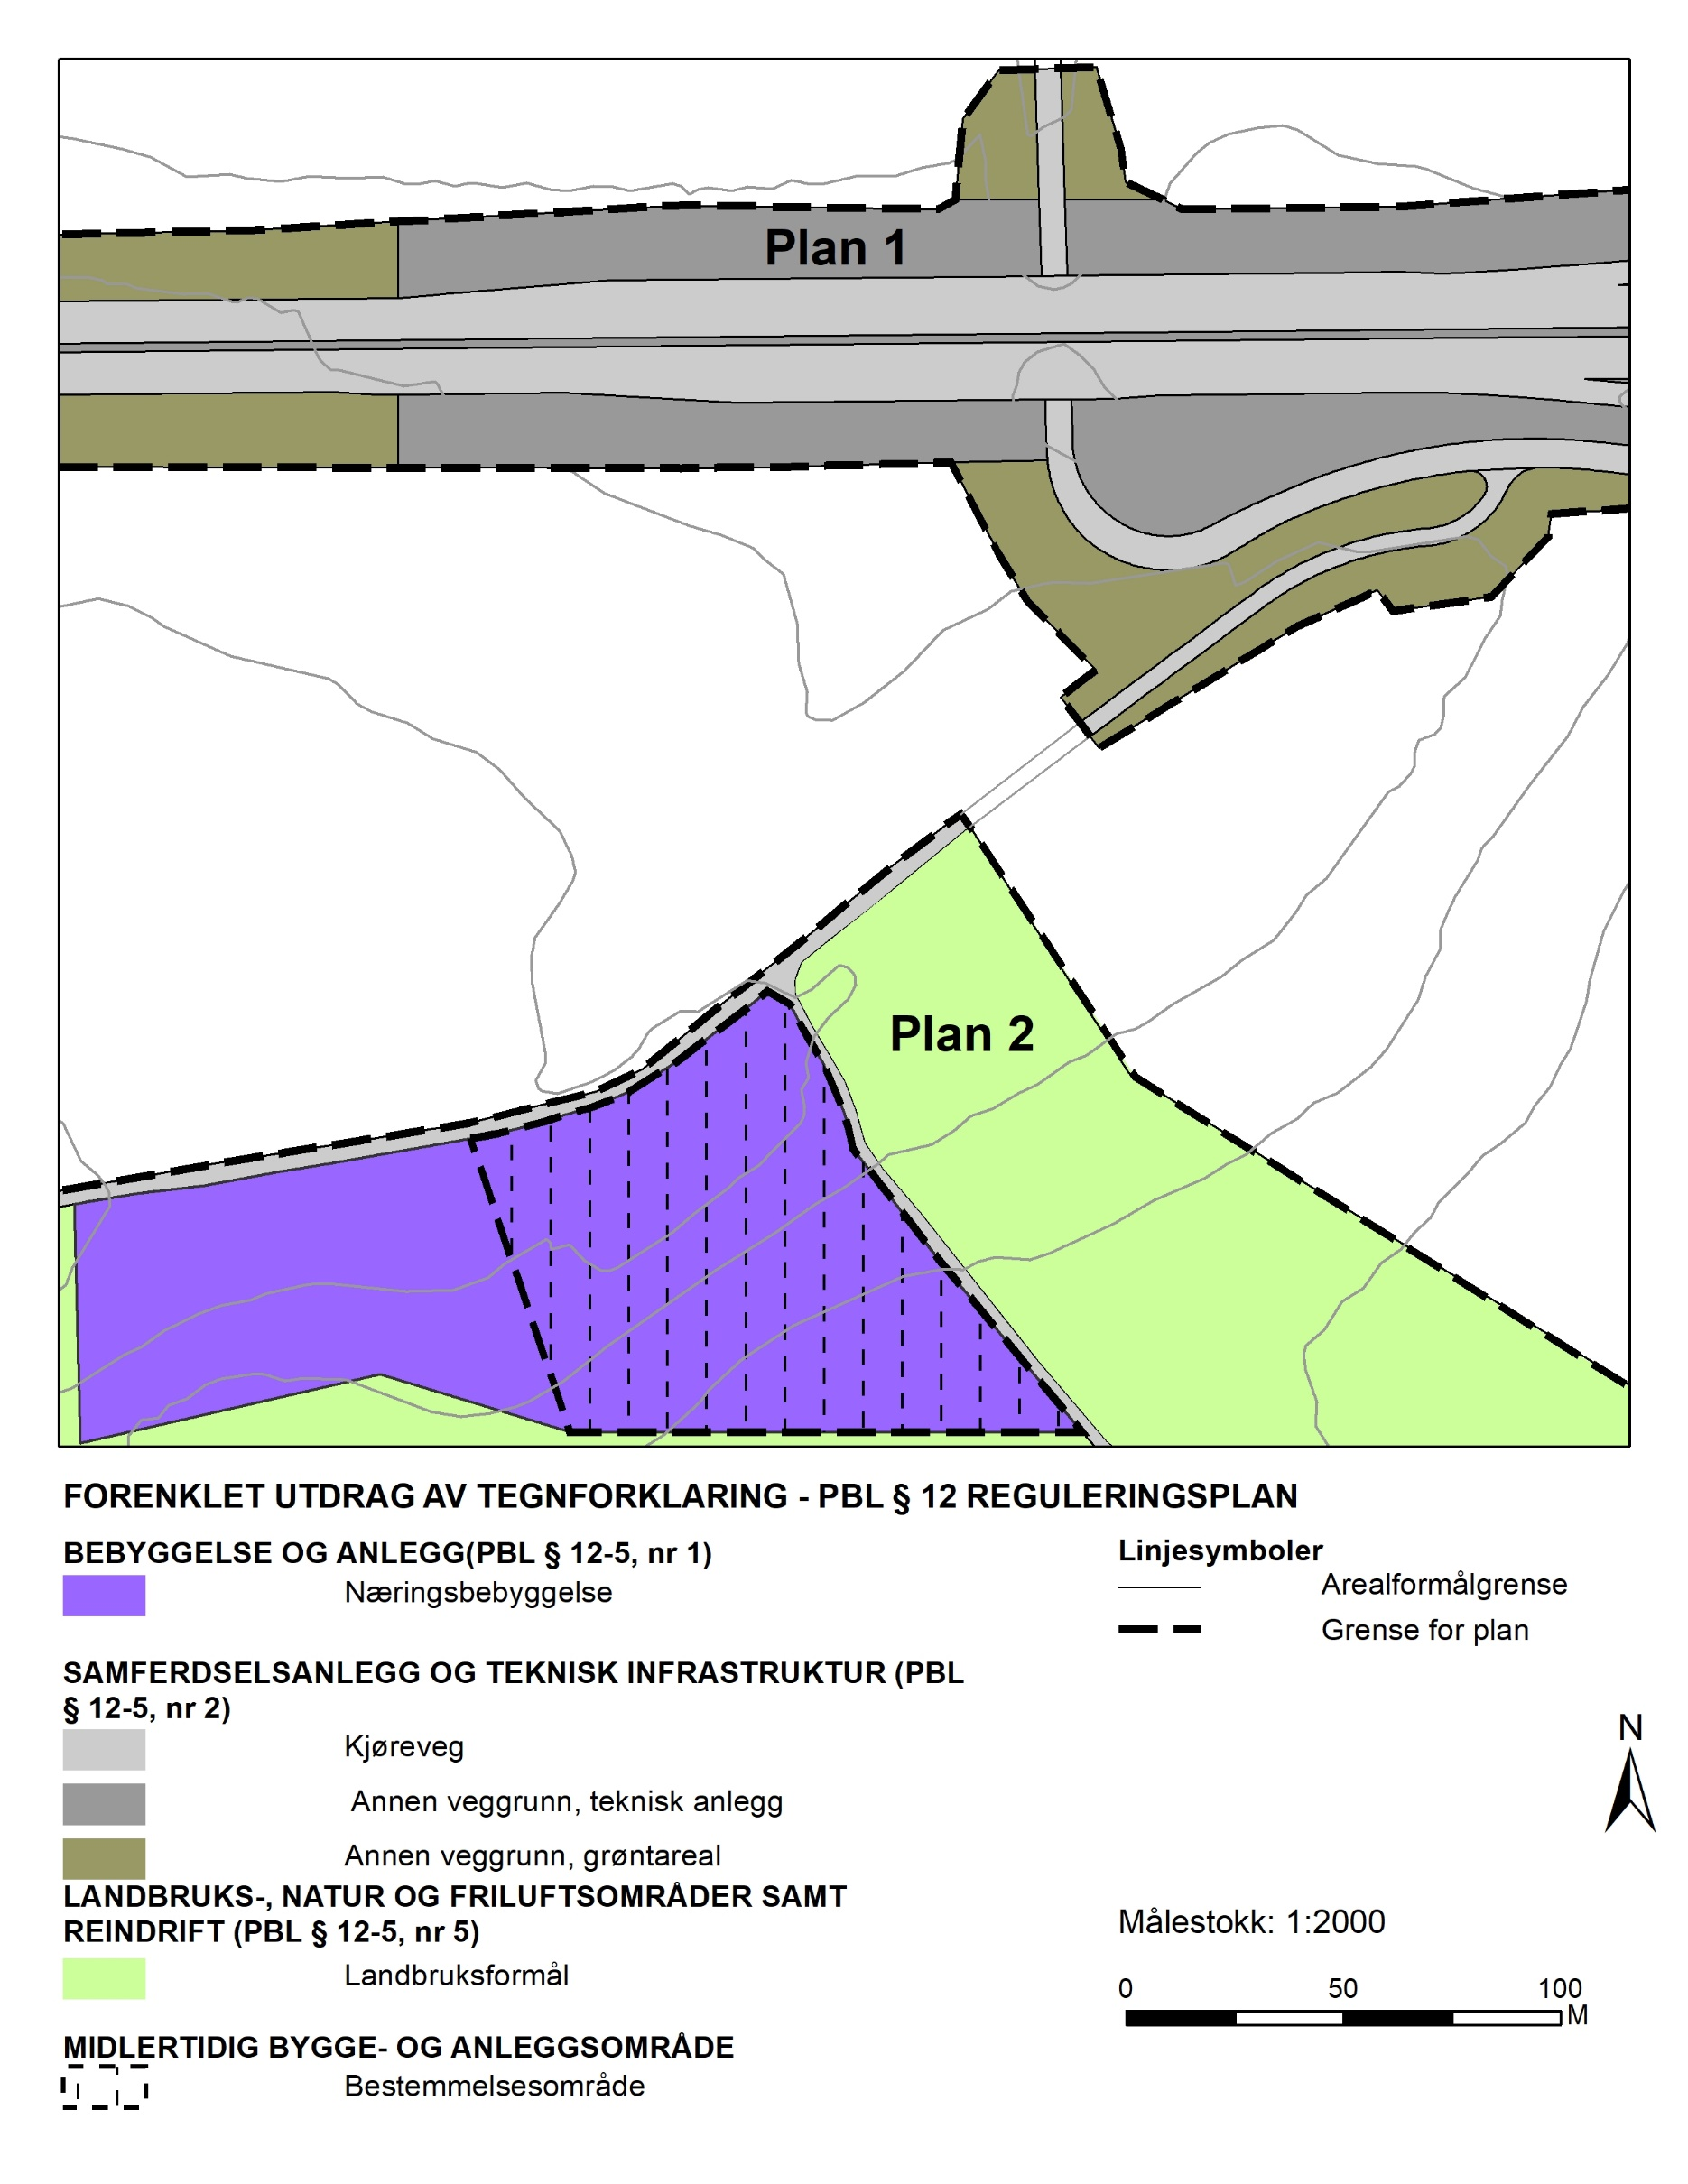 Plan 1
Plan 2
FORENKLET UTDRAG AV TEGNFORKLARING - PBL § 12 REGULERINGSPLAN
BEBYGGELSE OG ANLEGG(PBL § 12-5, nr 1)
Næringsbebyggelse
SAMFERDSELSANLEGG OG TEKNISK INFRASTRUKTUR (PBL
§ 12-5, nr 2)
Kjøreveg
Annen veggrunn, teknisk anlegg
Annen veggrunn, grøntareal
LANDBRUKS-, NATUR OG FRILUFTSOMRÅDER SAMT
REINDRIFT (PBL § 12-5, nr 5)
Landbruksformål
MIDLERTIDIG BYGGE- OG ANLEGGSOMRÅDE
Bestemmelsesområde
Linjesymboler
Arealformålgrense
Grense for plan
N
Målestokk: 1:2000
0 50 100
M